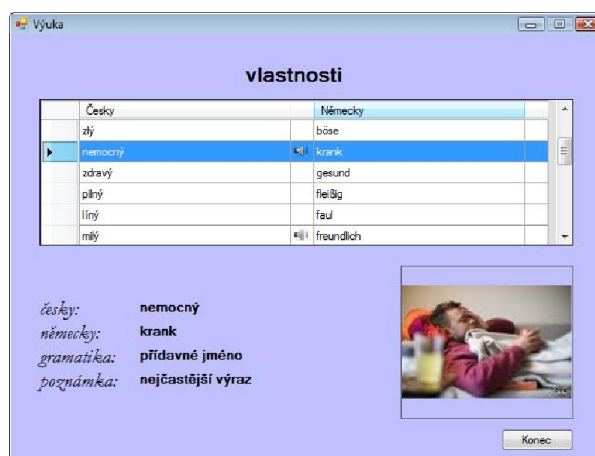 Výuka
vlastnosti
Česky Německy
zlý böse
nemocný krank
zdravý gesund
pilný fleißig
líný faul
milý freundlich
česky: nemocný
německy: krank
gramatika: přídavné jméno
poznámka: nejčastější výraz
Konec